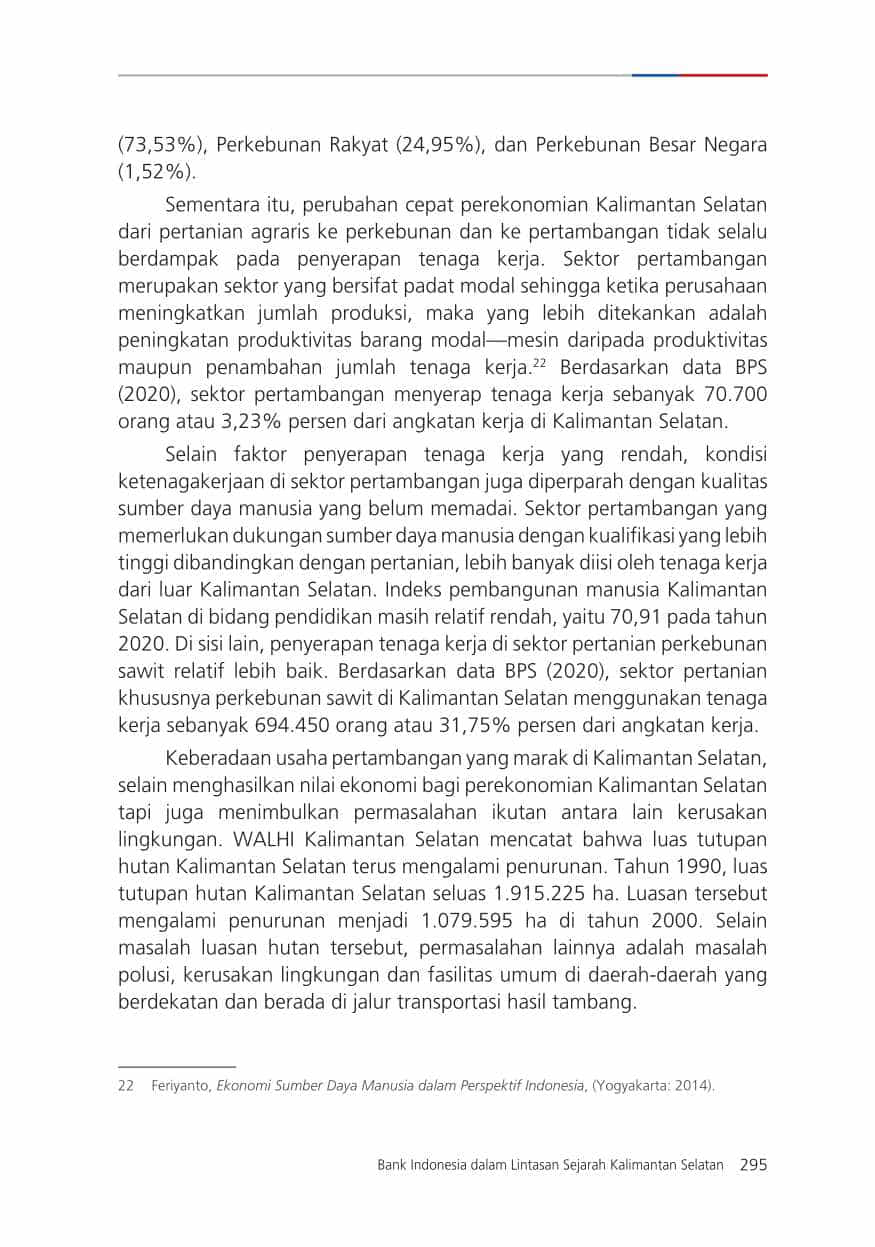 (73,53%), Perkebunan Rakyat (24,95%), dan Perkebunan Besar Negara
(1,52%).
Sementara itu, perubahan cepat perekonomian Kalimantan Selatan
dari pertanian agraris ke perkebunan dan ke pertambangan tidak selalu
berdampak pada penyerapan tenaga kerja. Sektor pertambangan
merupakan sektor yang bersifat padat modal sehingga ketika perusahaan
meningkatkan jumlah produksi, maka yang lebih ditekankan adalah
peningkatan produktivitas barang modal—mesin daripada produktivitas
maupun penambahan jumlah tenaga kerja.²² Berdasarkan data BPS
(2020), sektor pertambangan menyerap tenaga kerja sebanyak 70.700
orang atau 3,23% persen dari angkatan kerja di Kalimantan Selatan.
Selain faktor penyerapan tenaga kerja yang rendah, kondisi
ketenagakerjaan di sektor pertambangan juga diperparah dengan kualitas
sumber daya manusia yang belum memadai. Sektor pertambangan yang
memerlukan dukungan sumber daya manusia dengan kualifikasi yang lebih
tinggi dibandingkan dengan pertanian, lebih banyak diisi oleh tenaga kerja
dari luar Kalimantan Selatan. Indeks pembangunan manusia Kalimantan
Selatan di bidang pendidikan masih relatif rendah, yaitu 70,91 pada tahun
2020. Di sisi lain, penyerapan tenaga kerja di sektor pertanian perkebunan
sawit relatif lebih baik. Berdasarkan data BPS (2020), sektor pertanian
khususnya perkebunan sawit di Kalimantan Selatan menggunakan tenaga
kerja sebanyak 694.450 orang atau 31,75% persen dari angkatan kerja.
Keberadaan usaha pertambangan yang marak di Kalimantan Selatan,
selain menghasilkan nilai ekonomi bagi perekonomian Kalimantan Selatan
tapi juga menimbulkan permasalahan ikutan antara lain kerusakan
lingkungan. WALHI Kalimantan Selatan mencatat bahwa luas tutupan
hutan Kalimantan Selatan terus mengalami penurunan. Tahun 1990, luas
tutupan hutan Kalimantan Selatan seluas 1.915.225 ha. Luasan tersebut
mengalami penurunan menjadi 1.079.595 ha di tahun 2000. Selain
masalah luasan hutan tersebut, permasalahan lainnya adalah masalah
polusi, kerusakan lingkungan dan fasilitas umum di daerah-daerah yang
berdekatan dan berada di jalur transportasi hasil tambang.
22 Feriyanto, Ekonomi Sumber Daya Manusia dalam Perspektif Indonesia, (Yogyakarta: 2014).
Bank Indonesia dalam Lintasan Sejarah Kalimantan Selatan 295